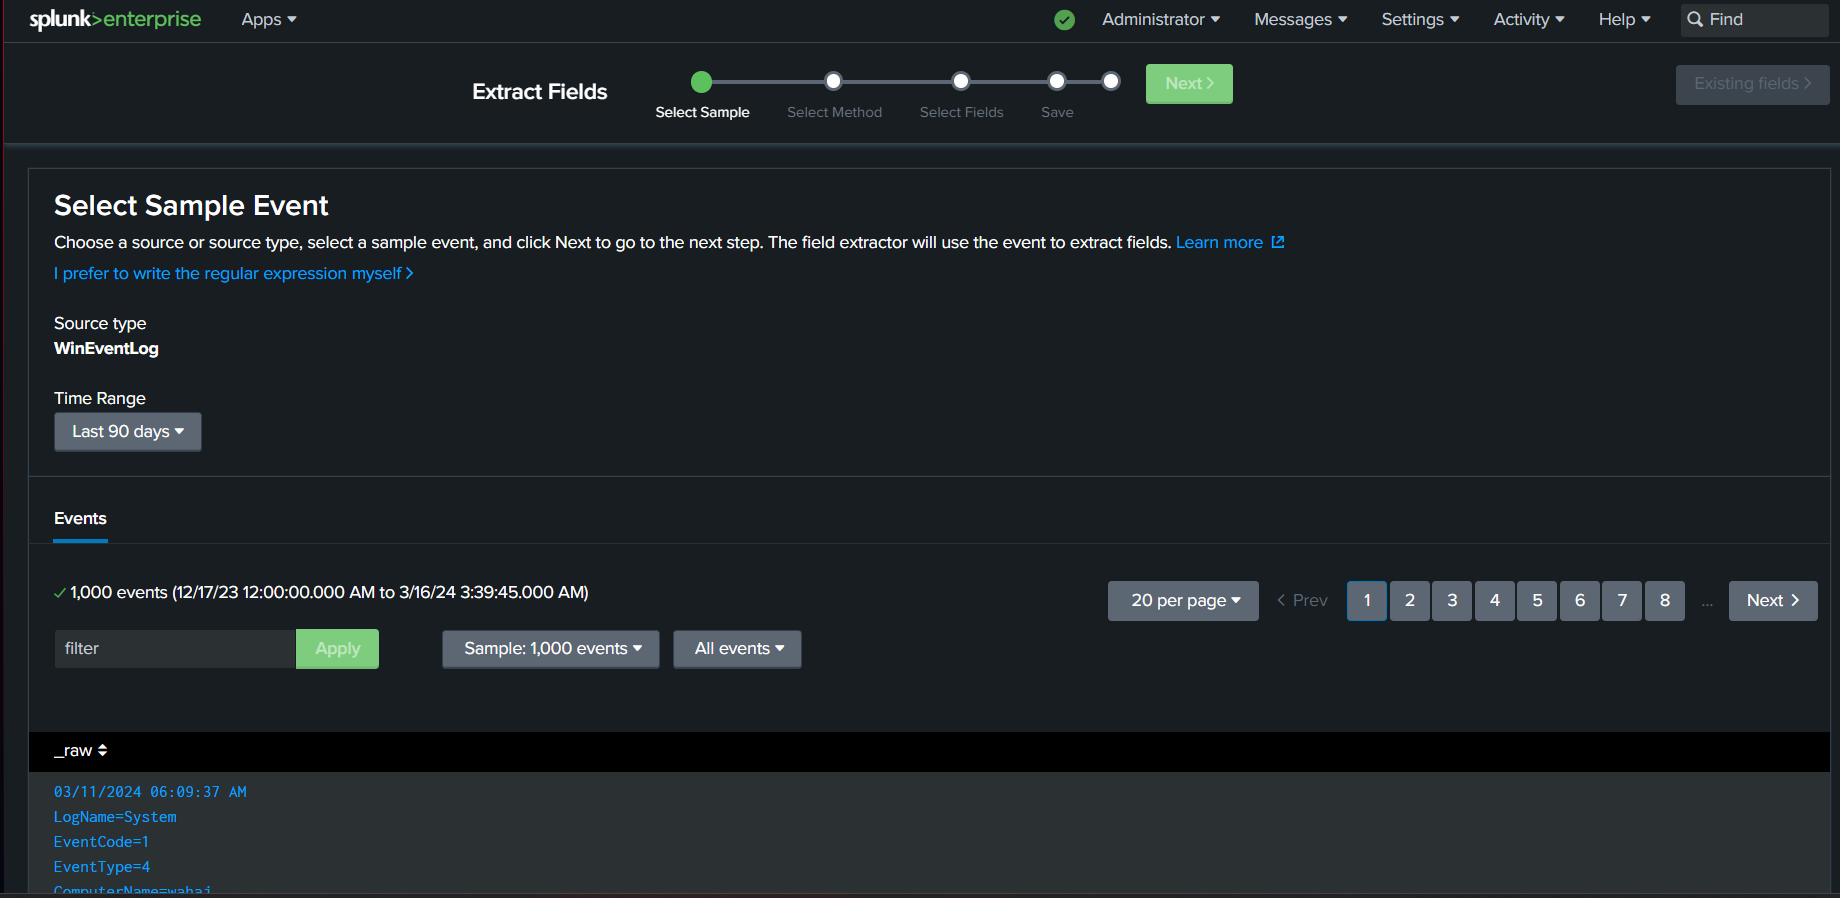 splunk>enterprise Apps Administrator Messages Settings Activity Help Find
Extract Fields Next > Existing fields >
Select Sample Select Method Select Fields Save
Select Sample Event
Choose a source or source type, select a sample event, and click Next to go to the next step. The field extractor will use the event to extract fields. Learn more
I prefer to write the regular expression myself >
Source type
WinEventLog
Time Range
Last 90 days
Events
1,000 events (12/17/23 12:00:00.000 AM to 3/16/24 3:39:45.000 AM)
20 per page < Prev 1 2 3 4 5 6 7 8 ... Next >
filter Apply Sample: 1,000 events All events
_raw
03/11/2024 06:09:37 AM
LogName=System
EventCode=1
EventType=4
ComputerName=wahaj